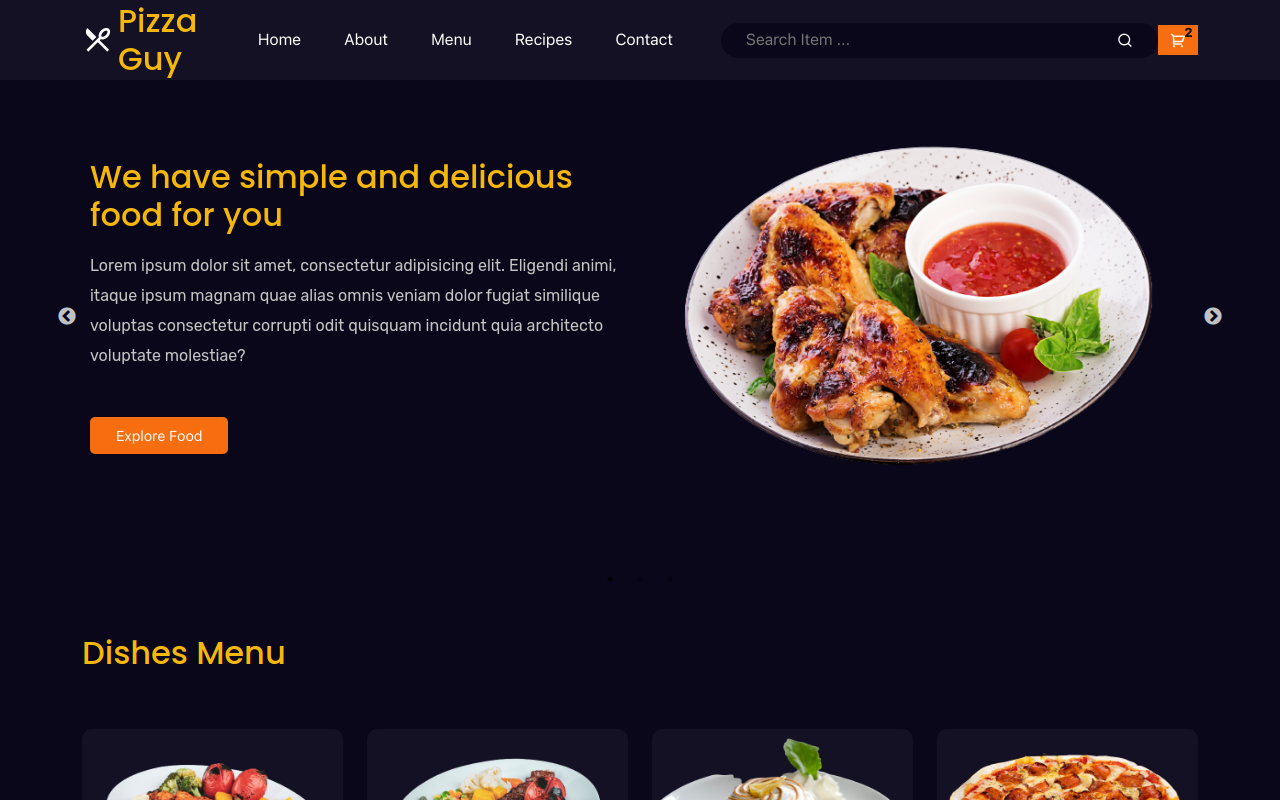 Pizza
Guy
Home
About
Menu
Recipes
Contact
Search Item ...
2
We have simple and delicious
food for you
Lorem ipsum dolor sit amet, consectetur adipisicing elit. Eligendi animi,
itaque ipsum magnam quae alias omnis veniam dolor fugiat similique
voluptas consectetur corrupti odit quisquam incidunt quia architecto
voluptate molestiae?
Explore Food
Dishes Menu